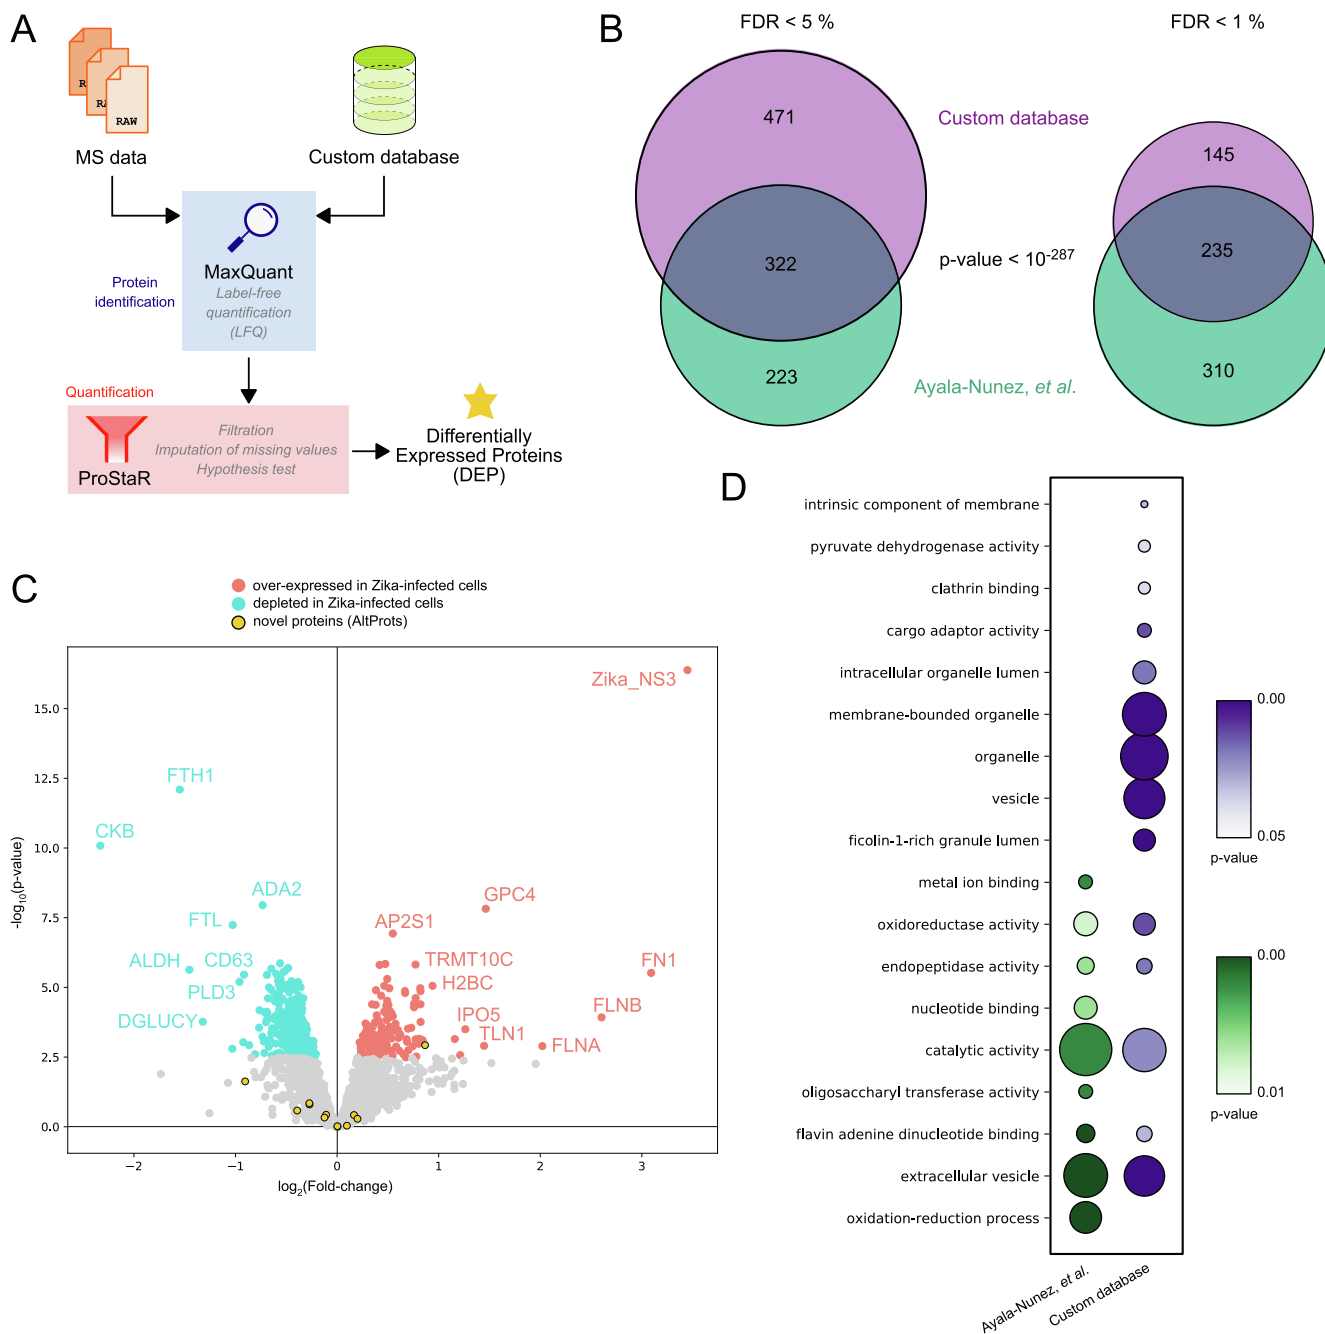 A
RAW
MS data
Custom database
Protein
identification
MaxQuant
Label-free
quantification
(LFQ)
Quantification
ProStaR
Filtration
Imputation of missing values
Hypothesis test
Differentially
Expressed Proteins
(DEP)
B
FDR < 5 %
FDR < 1 %
471
Custom database
145
322
p-value < 10⁻²⁸⁷
235
223
Ayala-Nunez, et al.
310
C
over-expressed in Zika-infected cells
depleted in Zika-infected cells
novel proteins (AltProts)
Zika_NS3
FTH1
CKB
ADA2
FTL
ALDH
CD63
PLD3
DGLUCY
GPC4
AP2S1
TRMT10C
H2BC
FN1
IPO5
FLNB
TLN1
FLNA
-log₁₀(p-value)
15.0
12.5
10.0
7.5
5.0
2.5
0.0
−2
−1
0
1
2
3
log₂(Fold-change)
D
intrinsic component of membrane
pyruvate dehydrogenase activity
clathrin binding
cargo adaptor activity
intracellular organelle lumen
membrane-bounded organelle
organelle
vesicle
ficolin-1-rich granule lumen
metal ion binding
oxidoreductase activity
endopeptidase activity
nucleotide binding
catalytic activity
oligosaccharyl transferase activity
flavin adenine dinucleotide binding
extracellular vesicle
oxidation-reduction process
Ayala-Nunez, et al.
Custom database
0.00
0.05
p-value
0.00
0.01
p-value